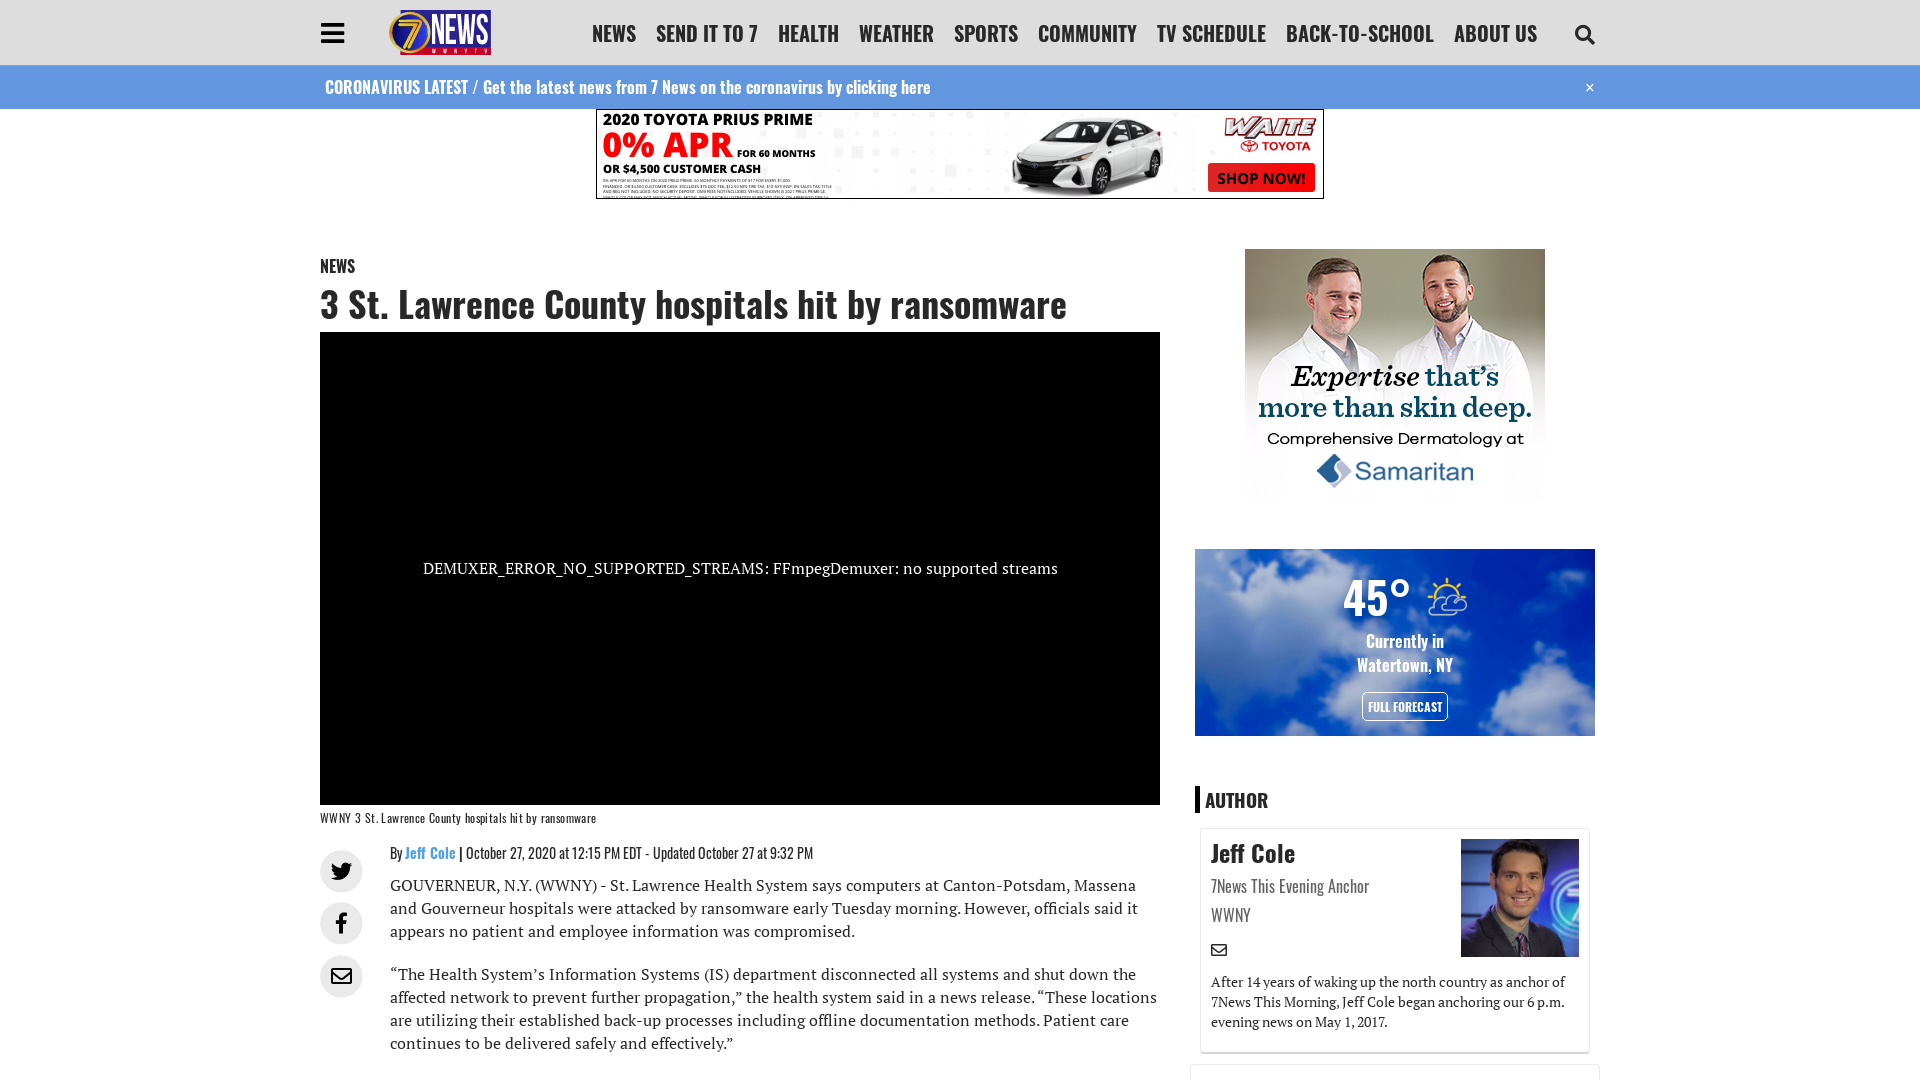 7 NEWS
WWNYTV
NEWS
SEND IT TO 7
HEALTH
WEATHER
SPORTS
COMMUNITY
TV SCHEDULE
BACK-TO-SCHOOL
ABOUT US
CORONAVIRUS LATEST / Get the latest news from 7 News on the coronavirus by clicking here
×
2020 TOYOTA PRIUS PRIME
0% APR FOR 60 MONTHS
OR $4,500 CUSTOMER CASH
WAITE
TOYOTA
SHOP NOW!
NEWS
3 St. Lawrence County hospitals hit by ransomware
DEMUXER_ERROR_NO_SUPPORTED_STREAMS: FFmpegDemuxer: no supported streams
WWNY 3 St. Lawrence County hospitals hit by ransomware
By Jeff Cole | October 27, 2020 at 12:15 PM EDT - Updated October 27 at 9:32 PM
GOUVERNEUR, N.Y. (WWNY) - St. Lawrence Health System says computers at Canton-Potsdam, Massena
and Gouverneur hospitals were attacked by ransomware early Tuesday morning. However, officials said it
appears no patient and employee information was compromised.
“The Health System’s Information Systems (IS) department disconnected all systems and shut down the
affected network to prevent further propagation,” the health system said in a news release. “These locations
are utilizing their established back-up processes including offline documentation methods. Patient care
continues to be delivered safely and effectively.”
Expertise that’s
more than skin deep.
Comprehensive Dermatology at
Samaritan
45°
Currently in
Watertown, NY
FULL FORECAST
AUTHOR
Jeff Cole
7News This Evening Anchor
WWNY
After 14 years of waking up the north country as anchor of
7News This Morning, Jeff Cole began anchoring our 6 p.m.
evening news on May 1, 2017.